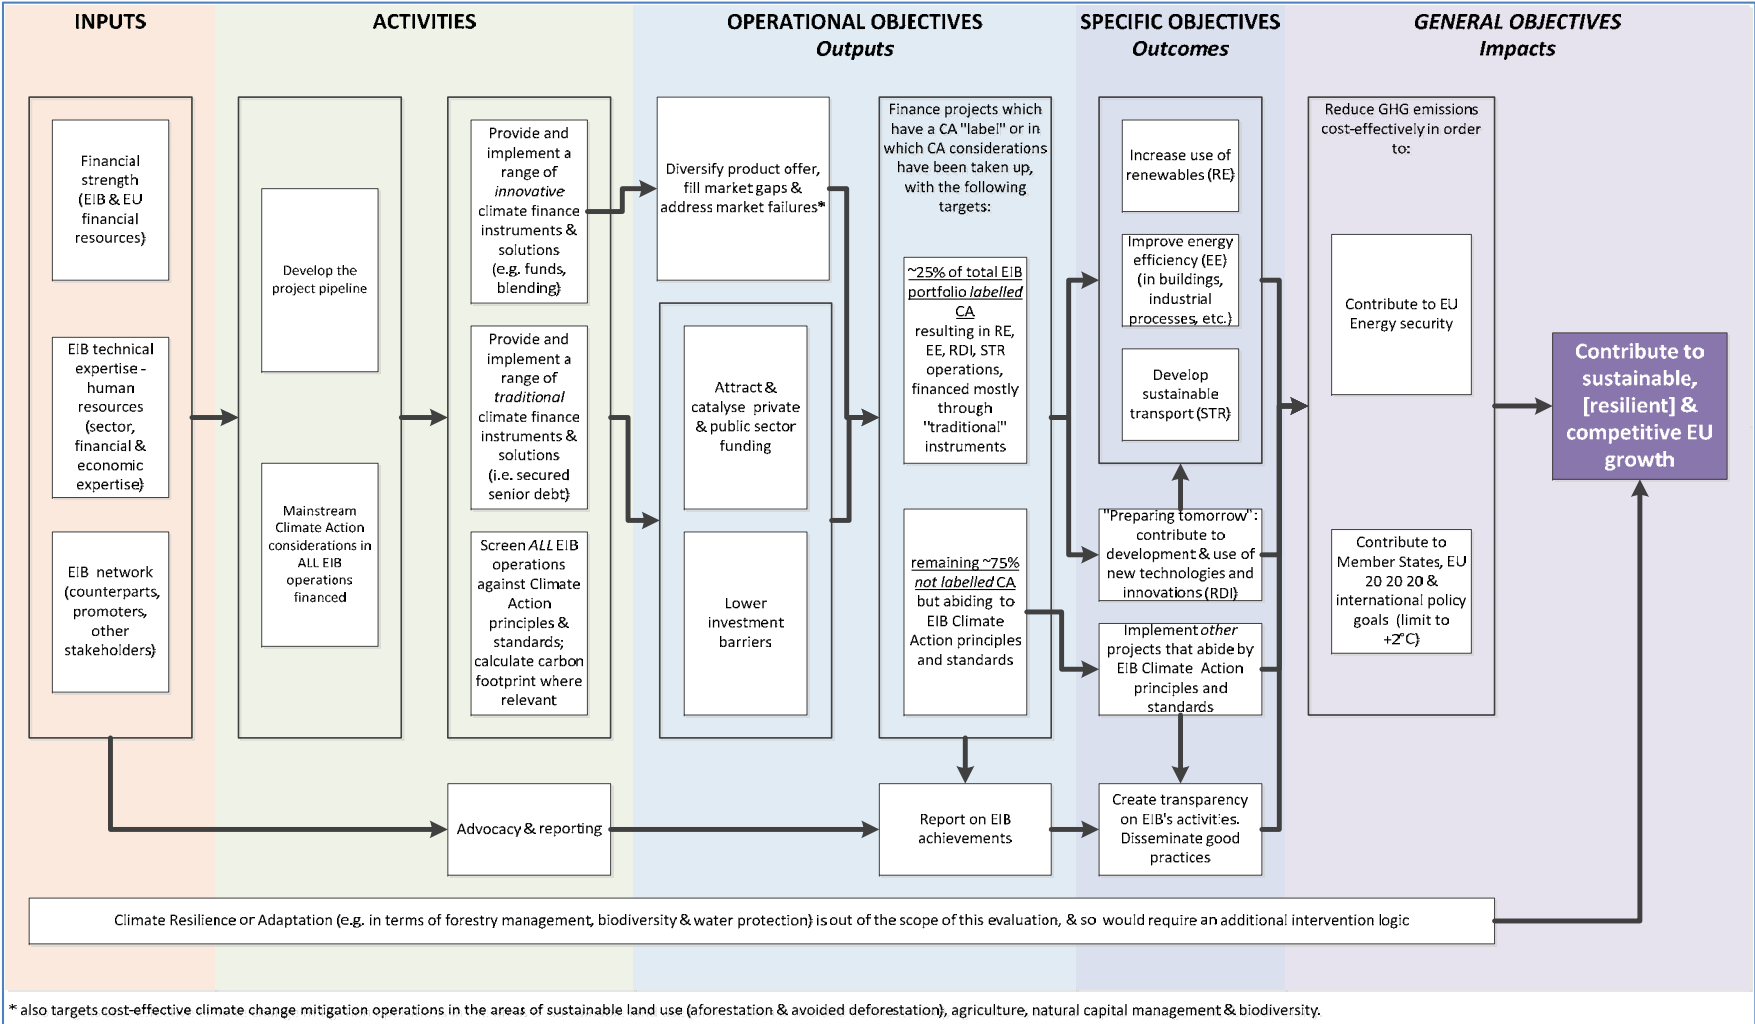 INPUTS
ACTIVITIES
OPERATIONAL OBJECTIVES
Outputs
SPECIFIC OBJECTIVES
Outcomes
GENERAL OBJECTIVES
Impacts
Financial
strength
(EIB & EU
financial
resources)
EIB technical
expertise -
human
resources
(sector,
financial &
economic
expertise)
EIB network
(counterparts,
promoters,
other
stakeholders)
Develop the
project pipeline
Mainstream
Climate Action
considerations in
ALL EIB
operations
financed
Provide and
implement a
range of
innovative
climate finance
instruments &
solutions
(e.g. funds,
blending)
Provide and
implement a
range of
traditional
climate finance
instruments &
solutions
(i.e. secured
senior debt)
Screen ALL EIB
operations
against Climate
Action
principles &
standards;
calculate carbon
footprint where
relevant
Advocacy & reporting
Diversify product offer,
fill market gaps &
address market failures*
Attract &
catalyse private
& public sector
funding
Lower
investment
barriers
Finance projects which
have a CA "label" or in
which CA considerations
have been taken up,
with the following
targets:
~25% of total EIB
portfolio labelled
CA
resulting in RE,
EE, RDI, STR
operations,
financed mostly
through
"traditional"
instruments
remaining ~75%
not labelled CA
but abiding to
EIB Climate
Action principles
and standards
Report on EIB
achievements
Increase use of
renewables (RE)
Improve energy
efficiency (EE)
(in buildings,
industrial
processes, etc.)
Develop
sustainable
transport (STR)
"Preparing tomorrow":
contribute to
development & use of
new technologies and
innovations (RDI)
Implement other
projects that abide by
EIB Climate Action
principles and
standards
Create transparency
on EIB's activities.
Disseminate good
practices
Reduce GHG emissions
cost-effectively in order
to:
Contribute to EU
Energy security
Contribute to
Member States, EU
20 20 20 &
international policy
goals (limit to
+2°C)
Contribute to
sustainable,
[resilient] &
competitive EU
growth
Climate Resilience or Adaptation (e.g. in terms of forestry management, biodiversity & water protection) is out of the scope of this evaluation, & so would require an additional intervention logic
* also targets cost-effective climate change mitigation operations in the areas of sustainable land use (aforestation & avoided deforestation), agriculture, natural capital management & biodiversity.